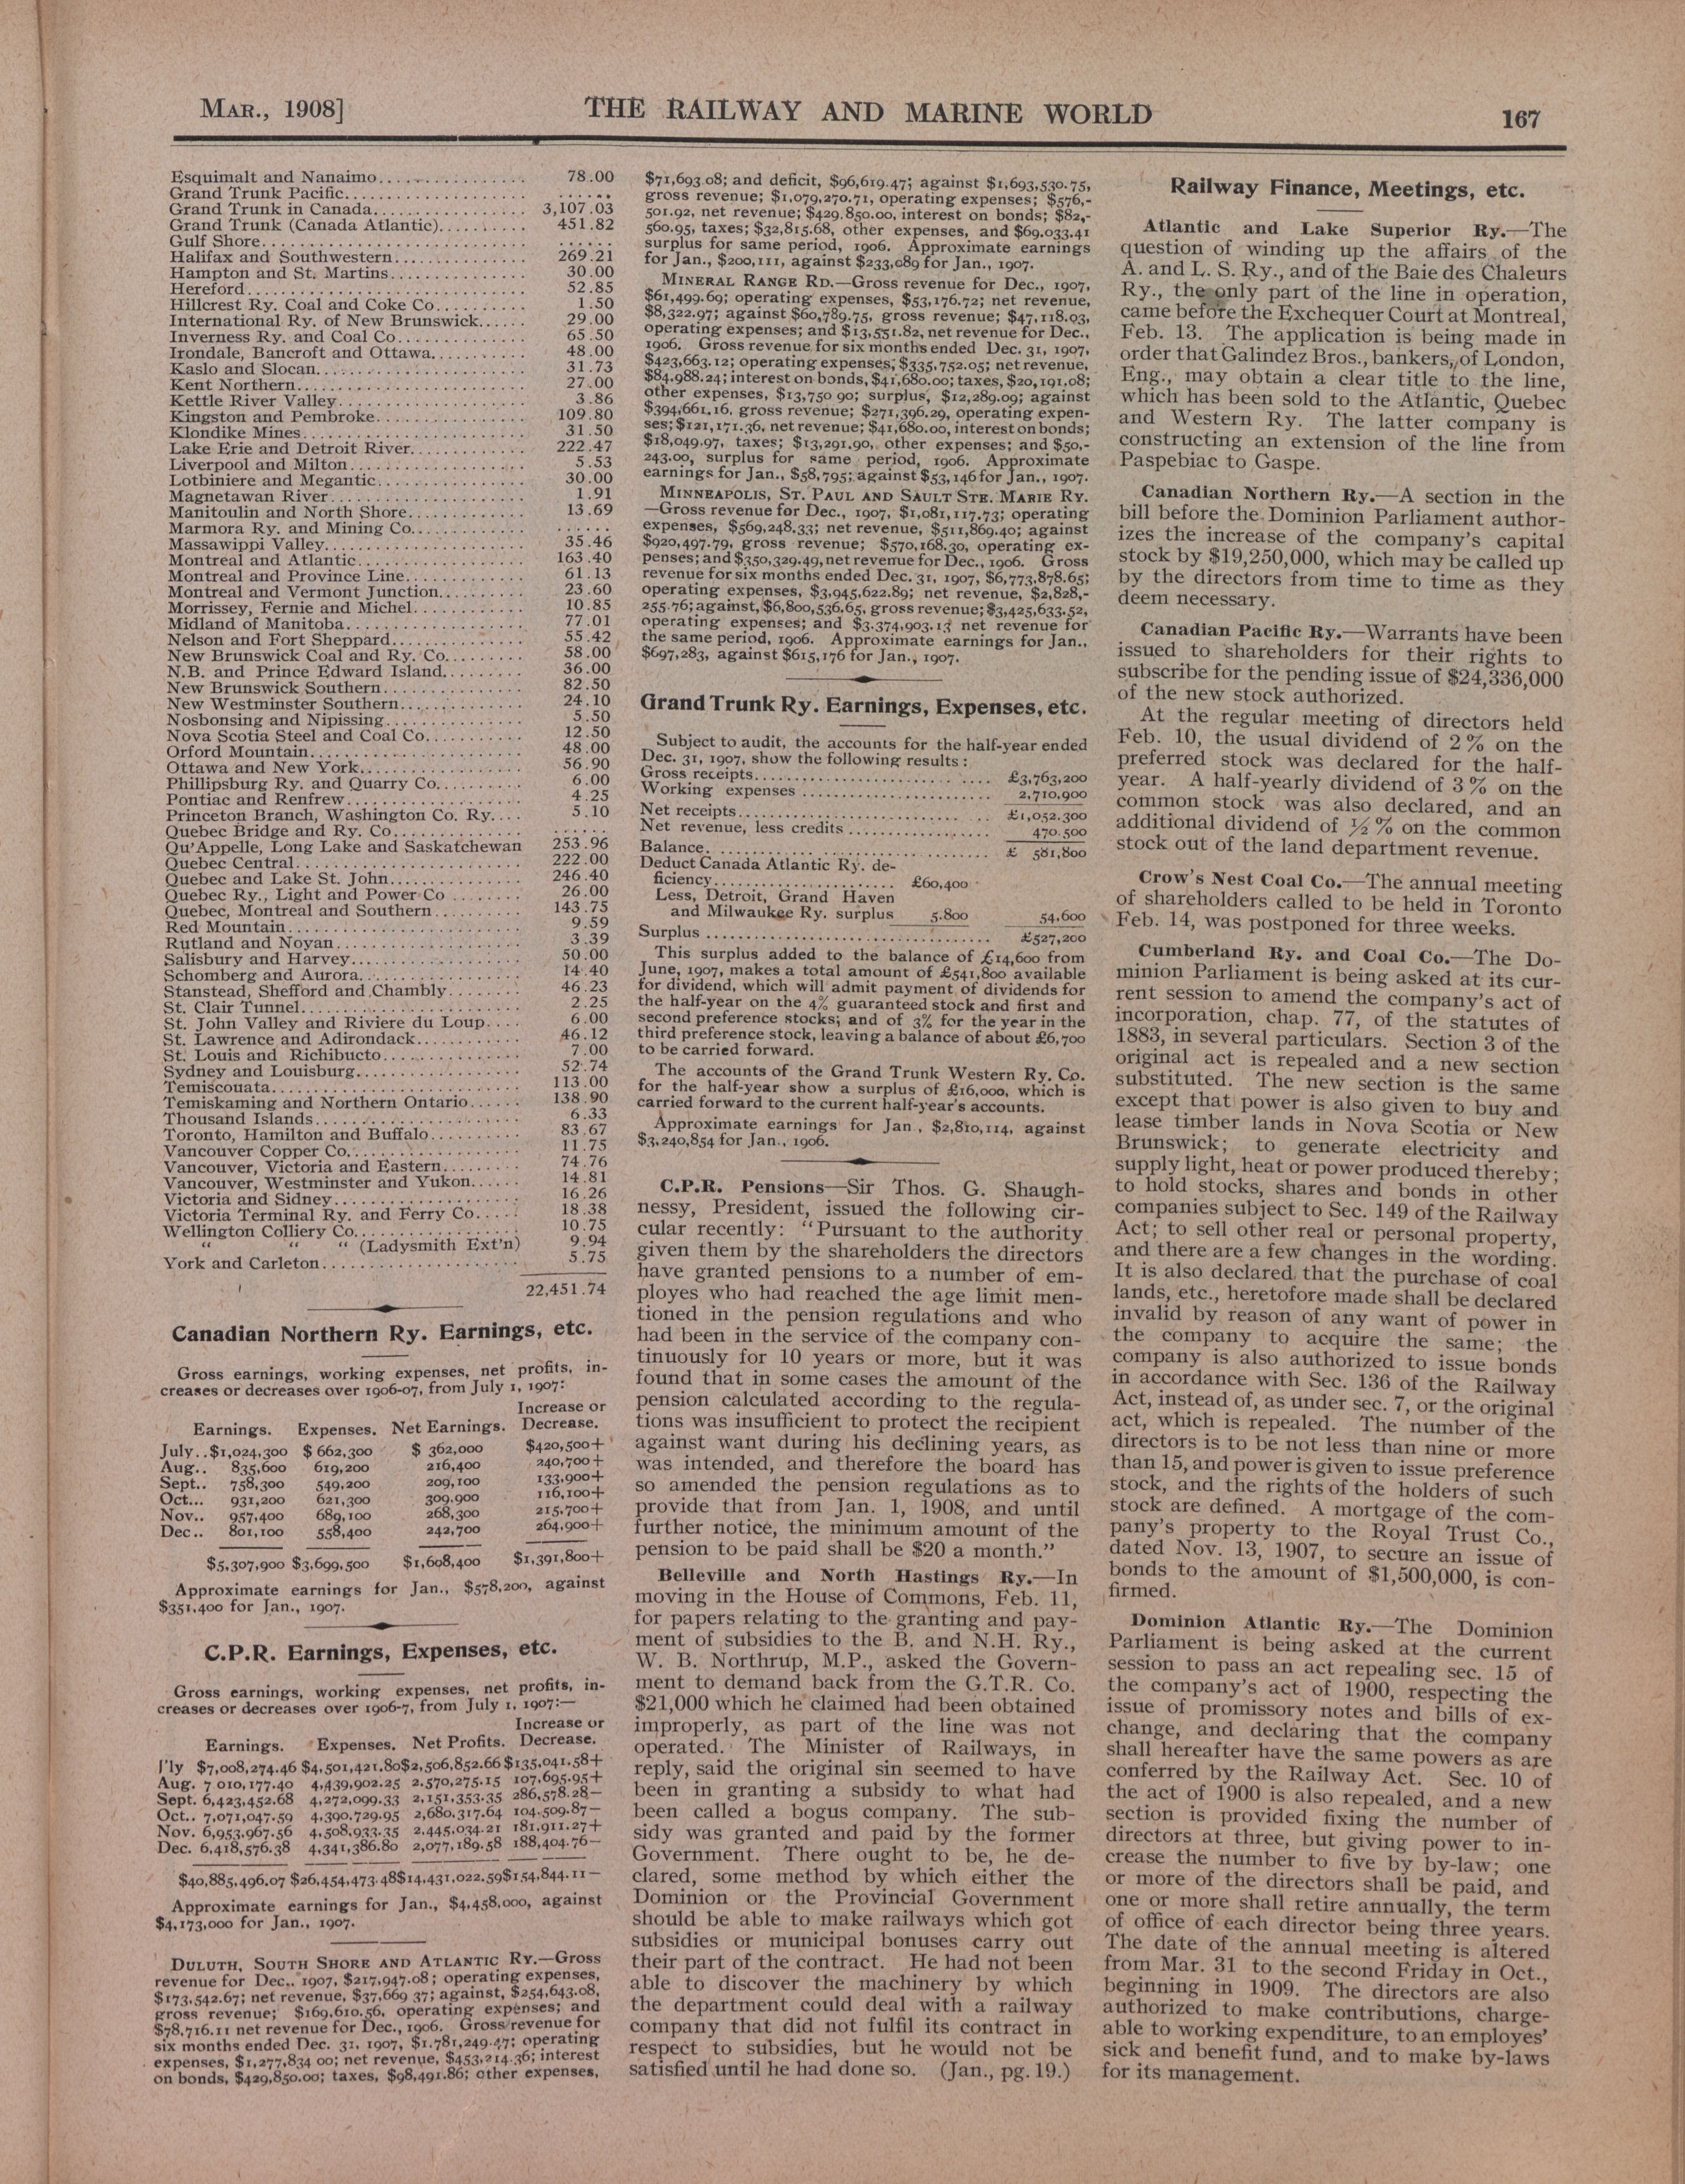 MAR., 1908]
THE RAILWAY AND MARINE WORLD
167
Esquimalt and Nanaimo.................. 78.00
Grand Trunk Pacific...................... ......
Grand Trunk in Canada................... 3,107.03
Grand Trunk (Canada Atlantic).......... 451.82
Gulf Shore................................ ......
Halifax and Southwestern................ 269.21
Hampton and St. Martins................ 30.00
Hereford.................................. 52.85
Hillcrest Ry. Coal and Coke Co.......... 1.50
International Ry. of New Brunswick...... 29.00
Inverness Ry. and Coal Co............... 65.50
Irondale, Bancroft and Ottawa........... 48.00
Kaslo and Slocan......................... 31.73
Kent Northern............................ 27.00
Kettle River Valley....................... 3.86
Kingston and Pembroke.................. 109.80
Klondike Mines........................... 31.50
Lake Erie and Detroit River.............. 222.47
Liverpool and Milton..................... 5.53
Lotbiniere and Megantic................. 30.00
Magnetawan River........................ 1.91
Manitoulin and North Shore............. 13.69
Marmora Ry. and Mining Co............. ......
Massawippi Valley........................ 35.46
Montreal and Atlantic.................... 163.40
Montreal and Province Line.............. 61.13
Montreal and Vermont Junction.......... 23.60
Morrissey, Fernie and Michel............. 10.85
Midland of Manitoba..................... 77.01
Nelson and Fort Sheppard................ 55.42
New Brunswick Coal and Ry. Co......... 58.00
N.B. and Prince Edward Island.......... 36.00
New Brunswick Southern................. 82.50
New Westminster Southern............... 24.10
Nosbonsing and Nipissing................ 5.50
Nova Scotia Steel and Coal Co........... 12.50
Orford Mountain......................... 48.00
Ottawa and New York................... 56.90
Phillipsburg Ry. and Quarry Co.......... 6.00
Pontiac and Renfrew..................... 4.25
Princeton Branch, Washington Co. Ry.... 5.10
Quebec Bridge and Ry. Co............... ......
Qu'Appelle, Long Lake and Saskatchewan 253.96
Quebec Central........................... 222.00
Quebec and Lake St. John................ 246.40
Quebec Ry., Light and Power Co ........ 26.00
Quebec, Montreal and Southern.......... 143.75
Red Mountain............................ 9.59
Rutland and Noyan...................... 3.39
Salisbury and Harvey..................... 50.00
Schomberg and Aurora................... 14.40
Stanstead, Shefford and Chambly........ 46.23
St. Clair Tunnel........................... 2.25
St. John Valley and Riviere du Loup.... 6.00
St. Lawrence and Adirondack............ 46.12
St. Louis and Richibucto................. 7.00
Sydney and Louisburg.................... 52.74
Temiscouata.............................. 113.00
Temiskaming and Northern Ontario...... 138.90
Thousand Islands......................... 6.33
Toronto, Hamilton and Buffalo.......... 83.67
Vancouver Copper Co.................... 11.75
Vancouver, Victoria and Eastern......... 74.76
Vancouver, Westminster and Yukon...... 14.81
Victoria and Sidney...................... 16.26
Victoria Terminal Ry. and Ferry Co..... 18.38
Wellington Colliery Co................... 10.75
" " " (Ladysmith Ext'n) 9.94
York and Carleton........................ 5.75
22,451.74
Canadian Northern Ry. Earnings, etc.
Gross earnings, working expenses, net profits, in-
creases or decreases over 1906-07, from July 1, 1907:
Increase or
Earnings. Expenses. Net Earnings. Decrease.
July..$1,024,300 $ 662,300 $ 362,000 $420,500+
Aug.. 835,600 619,200 216,400 240,700+
Sept.. 758,300 549,200 209,100 133,900+
Oct... 931,200 621,300 309,900 116,100+
Nov.. 957,400 689,100 268,300 215,700+
Dec.. 801,100 558,400 242,700 264,900+
$5,307,900 $3,699,500 $1,608,400 $1,391,800+
Approximate earnings for Jan., $578,200, against
$351,400 for Jan., 1907.
C.P.R. Earnings, Expenses, etc.
Gross earnings, working expenses, net profits, in-
creases or decreases over 1906-7, from July 1, 1907:—
Increase or
Earnings. Expenses. Net Profits. Decrease.
J'ly $7,008,274.46 $4,501,421.80$2,506,852.66 $135,041.58+
Aug. 7 010,177.40 4,439,902.25 2,570,275.15 107,695.95+
Sept. 6,423,452.68 4,272,099.33 2,151,353.35 286,578.28—
Oct.. 7,071,047.59 4,390,729.95 2,680,317.64 104,509.87—
Nov. 6,953,967.56 4,508,933.35 2,445,034.21 181,911.27+
Dec. 6,418,576.38 4,341,386.80 2,077,189.58 188,404.76—
$40,885,496.07 $26,454,473.48$14,431,022.59$154,844.11—
Approximate earnings for Jan., $4,458,000, against
$4,173,000 for Jan., 1907.
DULUTH, SOUTH SHORE AND ATLANTIC RY.—Gross
revenue for Dec., 1907, $217,947.08; operating expenses,
$173,542.67; net revenue, $37,669 37; against, $254,643.08,
gross revenue; $169,610.56, operating expenses; and
$78,716.11 net revenue for Dec., 1906. Gross revenue for
six months ended Dec. 31, 1907, $1,781,249.47; operating
expenses, $1,277,834 00; net revenue, $453,214.36; interest
on bonds, $429,850.00; taxes, $98,491.86; other expenses,
$71,693.08; and deficit, $96,619.47; against $1,693,530.75,
gross revenue; $1,079,270.71, operating expenses; $576,-
501.92, net revenue; $429,850.00, interest on bonds; $82,-
560.95, taxes; $32,815.68, other expenses, and $69,033.41
surplus for same period, 1906. Approximate earnings
for Jan., $200,111, against $233,089 for Jan., 1907.
MINERAL RANGE RD.—Gross revenue for Dec., 1907,
$61,499.69; operating expenses, $53,176.72; net revenue,
$8,322.97; against $60,789.75, gross revenue; $47,118.03,
operating expenses; and $13,551.82, net revenue for Dec.,
1906. Gross revenue for six months ended Dec. 31, 1907,
$423,663.12; operating expenses, $335,752.05; net revenue,
$84,988.24; interest on bonds, $41,680.00; taxes, $20,191.08;
other expenses, $13,750 90; surplus, $12,289.09; against
$394,661.16, gross revenue; $271,396.29, operating expen-
ses; $121,171.36, net revenue; $41,680.00, interest on bonds;
$18,049.97, taxes; $13,291.90, other expenses; and $50,-
243.00, surplus for same period, 1906. Approximate
earnings for Jan., $58,795; against $53,146 for Jan., 1907.
MINNEAPOLIS, ST. PAUL AND SAULT STE. MARIE RY.
—Gross revenue for Dec., 1907, $1,081,117.73; operating
expenses, $569,248.33; net revenue, $511,869.40; against
$920,497.79, gross revenue; $570,168.30, operating ex-
penses; and $350,329.49, net revenue for Dec., 1906. Gross
revenue for six months ended Dec. 31, 1907, $6,773,878.65;
operating expenses, $3,945,622.89; net revenue, $2,828,-
255.76; against, $6,800,536.65, gross revenue; $3,425,633.52,
operating expenses; and $3,374,903.13 net revenue for
the same period, 1906. Approximate earnings for Jan.,
$697,283, against $615,176 for Jan., 1907.
Grand Trunk Ry. Earnings, Expenses, etc.
Subject to audit, the accounts for the half-year ended
Dec. 31, 1907, show the following results:
Gross receipts................................ £3,763,200
Working expenses ........................ 2,710,900
Net receipts................................ £1,052,300
Net revenue, less credits .................. 470,500
Balance. .................................. £ 581,800
Deduct Canada Atlantic Ry. de-
ficiency........................ £60,400
Less, Detroit, Grand Haven
and Milwaukee Ry. surplus 5,800 54,600
Surplus .................................... £527,200
This surplus added to the balance of £14,600 from
June, 1907, makes a total amount of £541,800 available
for dividend, which will admit payment of dividends for
the half-year on the 4% guaranteed stock and first and
second preference stocks; and of 3% for the year in the
third preference stock, leaving a balance of about £6,700
to be carried forward.
The accounts of the Grand Trunk Western Ry. Co.
for the half-year show a surplus of £16,000, which is
carried forward to the current half-year's accounts.
Approximate earnings for Jan., $2,810,114, against
$3,240,854 for Jan., 1906.
C.P.R. Pensions—Sir Thos. G. Shaugh-
nessy, President, issued the following cir-
cular recently: "Pursuant to the authority
given them by the shareholders the directors
have granted pensions to a number of em-
ployes who had reached the age limit men-
tioned in the pension regulations and who
had been in the service of the company con-
tinuously for 10 years or more, but it was
found that in some cases the amount of the
pension calculated according to the regula-
tions was insufficient to protect the recipient
against want during his declining years, as
was intended, and therefore the board has
so amended the pension regulations as to
provide that from Jan. 1, 1908, and until
further notice, the minimum amount of the
pension to be paid shall be $20 a month."
Belleville and North Hastings Ry.—In
moving in the House of Commons, Feb. 11,
for papers relating to the granting and pay-
ment of subsidies to the B. and N.H. Ry.,
W. B. Northrup, M.P., asked the Govern-
ment to demand back from the G.T.R. Co.
$21,000 which he claimed had been obtained
improperly, as part of the line was not
operated. The Minister of Railways, in
reply, said the original sin seemed to have
been in granting a subsidy to what had
been called a bogus company. The sub-
sidy was granted and paid by the former
Government. There ought to be, he de-
clared, some method by which either the
Dominion or the Provincial Government
should be able to make railways which got
subsidies or municipal bonuses carry out
their part of the contract. He had not been
able to discover the machinery by which
the department could deal with a railway
company that did not fulfil its contract in
respect to subsidies, but he would not be
satisfied until he had done so. (Jan., pg. 19.)
Railway Finance, Meetings, etc.
Atlantic and Lake Superior Ry.—The
question of winding up the affairs of the
A. and L. S. Ry., and of the Baie des Chaleurs
Ry., the only part of the line in operation,
came before the Exchequer Court at Montreal,
Feb. 13. The application is being made in
order that Galindez Bros., bankers, of London,
Eng., may obtain a clear title to the line,
which has been sold to the Atlantic, Quebec
and Western Ry. The latter company is
constructing an extension of the line from
Paspebiac to Gaspe.
Canadian Northern Ry.—A section in the
bill before the Dominion Parliament author-
izes the increase of the company's capital
stock by $19,250,000, which may be called up
by the directors from time to time as they
deem necessary.
Canadian Pacific Ry.—Warrants have been
issued to shareholders for their rights to
subscribe for the pending issue of $24,336,000
of the new stock authorized.
At the regular meeting of directors held
Feb. 10, the usual dividend of 2% on the
preferred stock was declared for the half-
year. A half-yearly dividend of 3% on the
common stock was also declared, and an
additional dividend of ½% on the common
stock out of the land department revenue.
Crow's Nest Coal Co.—The annual meeting
of shareholders called to be held in Toronto
Feb. 14, was postponed for three weeks.
Cumberland Ry. and Coal Co.—The Do-
minion Parliament is being asked at its cur-
rent session to amend the company's act of
incorporation, chap. 77, of the statutes of
1883, in several particulars. Section 3 of the
original act is repealed and a new section
substituted. The new section is the same
except that power is also given to buy and
lease timber lands in Nova Scotia or New
Brunswick; to generate electricity and
supply light, heat or power produced thereby;
to hold stocks, shares and bonds in other
companies subject to Sec. 149 of the Railway
Act; to sell other real or personal property,
and there are a few changes in the wording.
It is also declared that the purchase of coal
lands, etc., heretofore made shall be declared
invalid by reason of any want of power in
the company to acquire the same; the
company is also authorized to issue bonds
in accordance with Sec. 136 of the Railway
Act, instead of, as under sec. 7, or the original
act, which is repealed. The number of the
directors is to be not less than nine or more
than 15, and power is given to issue preference
stock, and the rights of the holders of such
stock are defined. A mortgage of the com-
pany's property to the Royal Trust Co.,
dated Nov. 13, 1907, to secure an issue of
bonds to the amount of $1,500,000, is con-
firmed.
Dominion Atlantic Ry.—The Dominion
Parliament is being asked at the current
session to pass an act repealing sec. 15 of
the company's act of 1900, respecting the
issue of promissory notes and bills of ex-
change, and declaring that the company
shall hereafter have the same powers as are
conferred by the Railway Act. Sec. 10 of
the act of 1900 is also repealed, and a new
section is provided fixing the number of
directors at three, but giving power to in-
crease the number to five by by-law; one
or more of the directors shall be paid, and
one or more shall retire annually, the term
of office of each director being three years.
The date of the annual meeting is altered
from Mar. 31 to the second Friday in Oct.,
beginning in 1909. The directors are also
authorized to make contributions, charge-
able to working expenditure, to an employes'
sick and benefit fund, and to make by-laws
for its management.